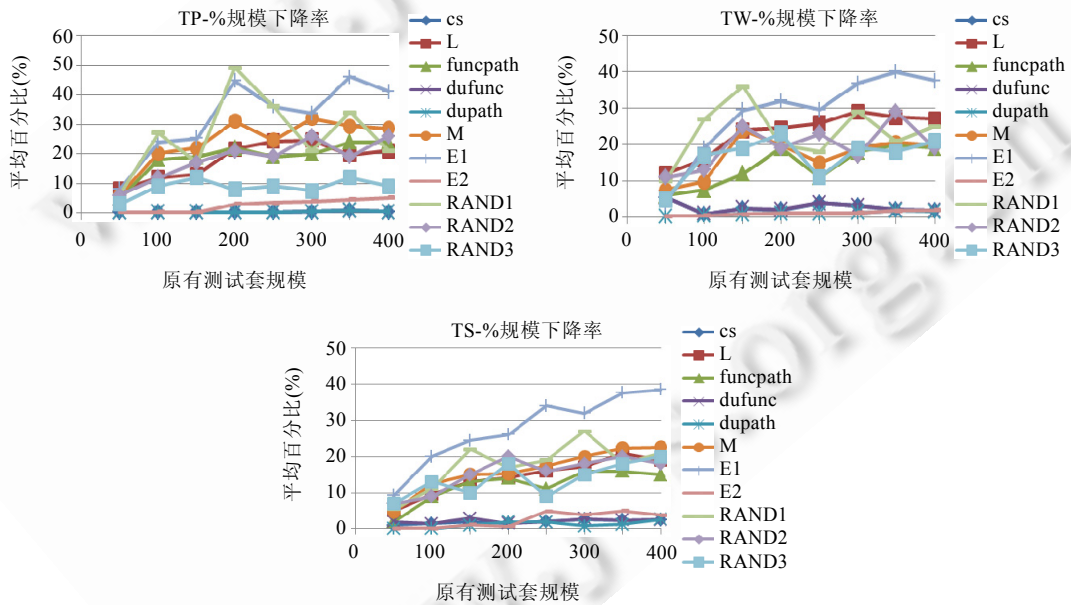 TP-%规模下降率
平均百分比(%)
60
50
40
30
20
10
0
0
100
200
300
400
原有测试套规模
cs
L
funcpath
dufunc
dupath
M
E1
E2
RAND1
RAND2
RAND3
TW-%规模下降率
平均百分比(%)
50
40
30
20
10
0
0
100
200
300
400
原有测试套规模
cs
L
funcpath
dufunc
dupath
M
E1
E2
RAND1
RAND2
RAND3
TS-%规模下降率
平均百分比(%)
50
40
30
20
10
0
0
100
200
300
400
原有测试套规模
cs
L
funcpath
dufunc
dupath
M
E1
E2
RAND1
RAND2
RAND3